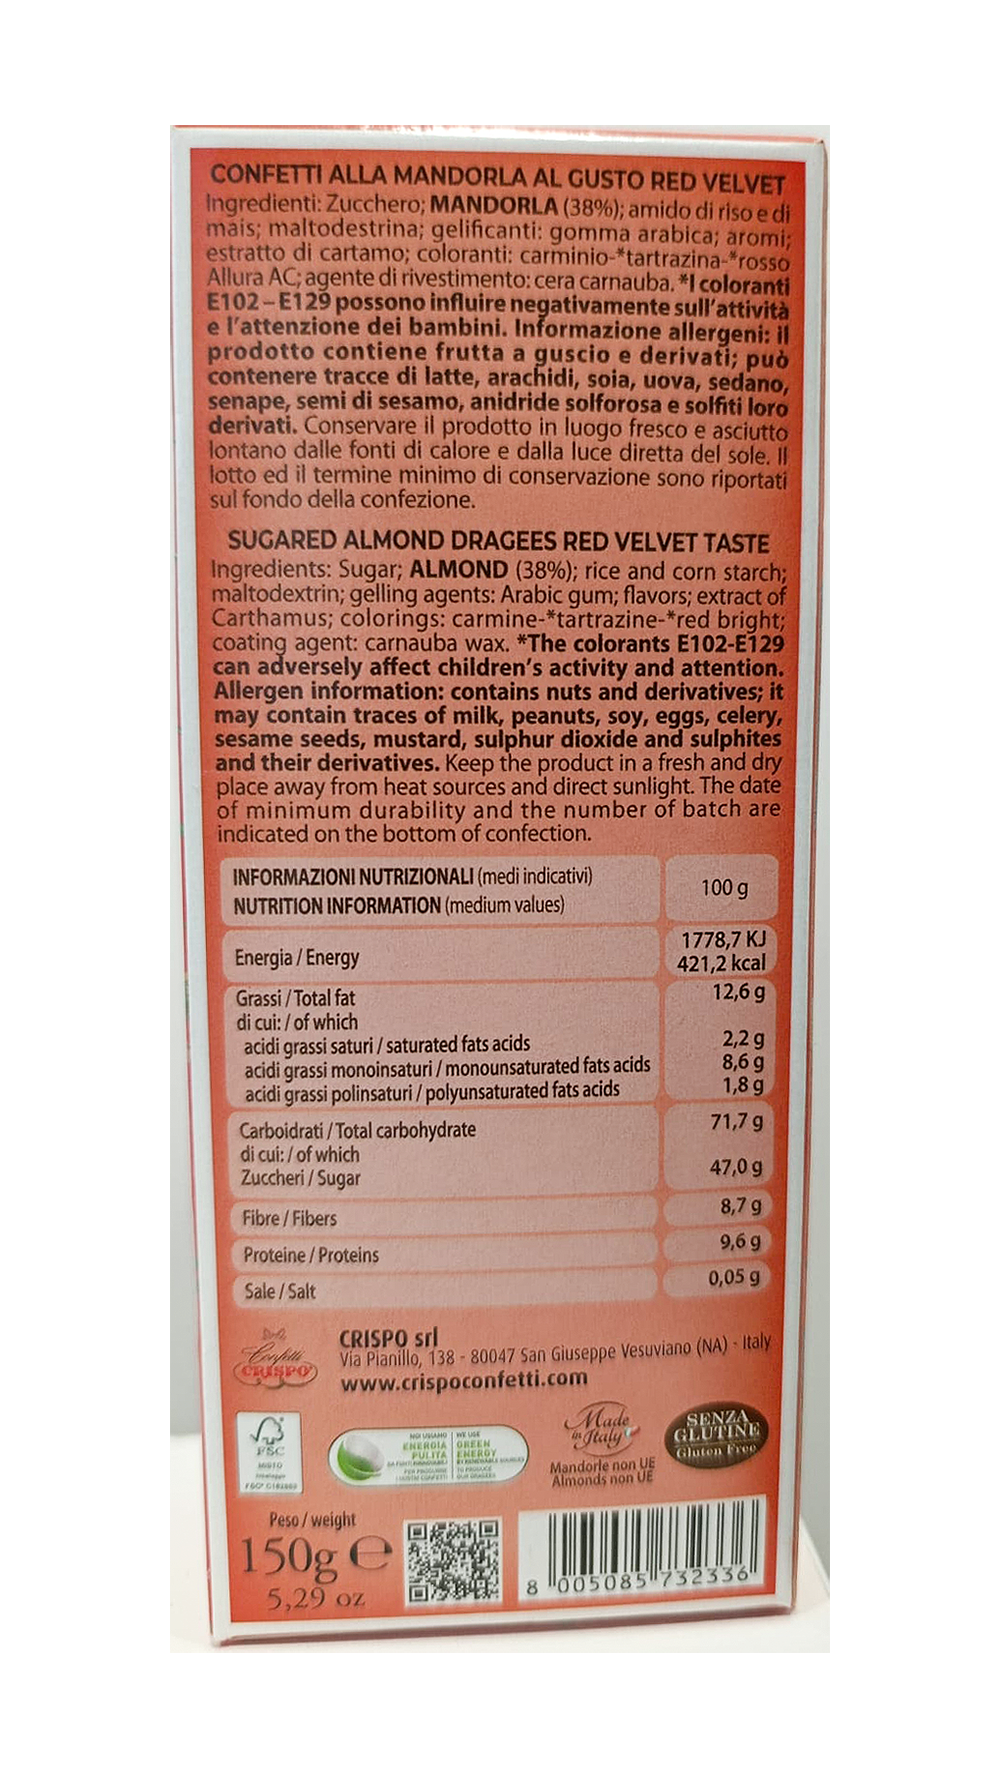 CONFETTI ALLA MANDORLA AL GUSTO RED VELVET
Ingredienti: Zucchero; MANDORLA (38%); amido di riso e di
mais; maltodestrina; gelificanti: gomma arabica; aromi;
estratto di cartamo; coloranti: carminio-*tartrazina-*rosso
Allura AC; agente di rivestimento: cera carnauba. *I coloranti
E102 – E129 possono influire negativamente sull'attività
e l'attenzione dei bambini. Informazione allergeni: il
prodotto contiene frutta a guscio e derivati; può
contenere tracce di latte, arachidi, soia, uova, sedano,
senape, semi di sesamo, anidride solforosa e solfiti loro
derivati. Conservare il prodotto in luogo fresco e asciutto
lontano dalle fonti di calore e dalla luce diretta del sole. Il
lotto ed il termine minimo di conservazione sono riportati
sul fondo della confezione.
SUGARED ALMOND DRAGEES RED VELVET TASTE
Ingredients: Sugar; ALMOND (38%); rice and corn starch;
maltodextrin; gelling agents: Arabic gum; flavors; extract of
Carthamus; colorings: carmine-*tartrazine-*red bright;
coating agent: carnauba wax. *The colorants E102-E129
can adversely affect children's activity and attention.
Allergen information: contains nuts and derivatives; it
may contain traces of milk, peanuts, soy, eggs, celery,
sesame seeds, mustard, sulphur dioxide and sulphites
and their derivatives. Keep the product in a fresh and dry
place away from heat sources and direct sunlight. The date
of minimum durability and the number of batch are
indicated on the bottom of confection.
INFORMAZIONI NUTRIZIONALI (medi indicativi)
NUTRITION INFORMATION (medium values)
100 g
Energia / Energy
1778,7 KJ
421,2 kcal
Grassi / Total fat 12,6 g
di cui: / of which
acidi grassi saturi / saturated fats acids 2,2 g
acidi grassi monoinsaturi / monounsaturated fats acids 8,6 g
acidi grassi polinsaturi / polyunsaturated fats acids 1,8 g
Carboidrati / Total carbohydrate 71,7 g
di cui: / of which
Zuccheri / Sugar 47,0 g
Fibre / Fibers 8,7 g
Proteine / Proteins 9,6 g
Sale / Salt 0,05 g
Confetti
CRISPO
CRISPO srl
Via Pianillo, 138 - 80047 San Giuseppe Vesuviano (NA) - Italy
www.crispoconfetti.com
FSC
MISTO
NOI USIAMO
ENERGIA
PULITA
WE USE
GREEN
ENERGY
Made
in Italy
Mandorle non UE
Almonds non UE
SENZA
GLUTINE
Gluten Free
Peso / weight
150g e
5,29 oz
8 005085 732336